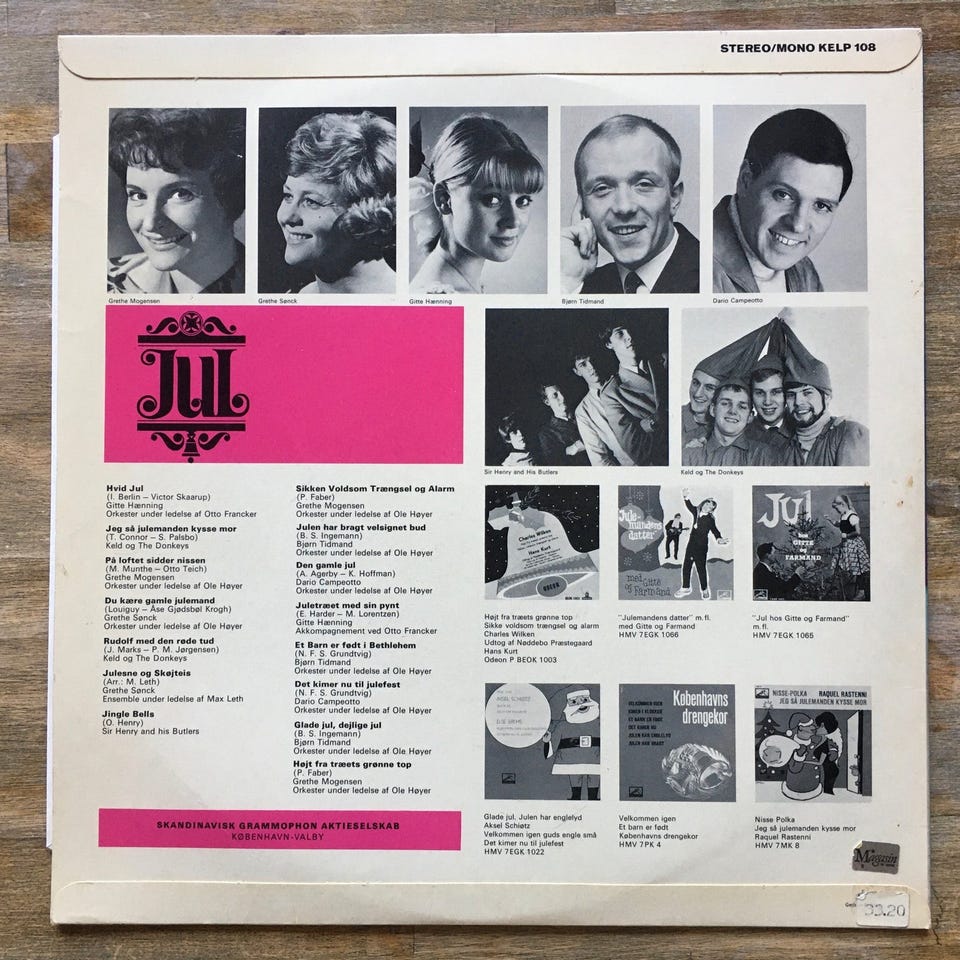 STEREO/MONO KELP 108
Grethe Mogensen
Grethe Sønck
Gitte Hænning
Bjørn Tidmand
Dario Campeotto
Jul
Sir Henry and His Butlers
Keld og The Donkeys
Hvid Jul
(I. Berlin – Victor Skaarup)
Gitte Hænning
Orkester under ledelse af Otto Francker
Jeg så julemanden kysse mor
(T. Connor – S. Palsbo)
Keld og The Donkeys
På loftet sidder nissen
(M. Munthe – Otto Teich)
Grethe Mogensen
Orkester under ledelse af Ole Høyer
Du kære gamle julemand
(Louiguy – Åse Gjødsbøl Krogh)
Grethe Sønck
Orkester under ledelse af Ole Høyer
Rudolf med den røde tud
(J. Marks – P. M. Jørgensen)
Keld og The Donkeys
Julesne og Skøjteis
(Arr.: M. Leth)
Grethe Sønck
Ensemble under ledelse af Max Leth
Jingle Bells
(O. Henry)
Sir Henry and his Butlers
Sikken Voldsom Trængsel og Alarm
(P. Faber)
Grethe Mogensen
Orkester under ledelse af Ole Høyer
Julen har bragt velsignet bud
(B. S. Ingemann)
Bjørn Tidmand
Orkester under ledelse af Ole Høyer
Den gamle jul
(A. Agerby – K. Hoffman)
Dario Campeotto
Orkester under ledelse af Ole Høyer
Juletræet med sin pynt
(E. Harder – M. Lorentzen)
Gitte Hænning
Akkompagnement ved Otto Francker
Et Barn er født i Bethlehem
(N. F. S. Grundtvig)
Bjørn Tidmand
Orkester under ledelse af Ole Høyer
Det kimer nu til julefest
(N. F. S. Grundtvig)
Dario Campeotto
Orkester under ledelse af Ole Høyer
Glade jul, dejlige jul
(B. S. Ingemann)
Bjørn Tidmand
Orkester under ledelse af Ole Høyer
Højt fra træets grønne top
(P. Faber)
Grethe Mogensen
Orkester under ledelse af Ole Høyer
Charles Wilken
Hans Kurt
ODEON
Jule-
mandens
datter
med Gitte
og Farmand
Jul
hos
GITTE
og
FARMAND
Højt fra træets grønne top
Sikke voldsom trængsel og alarm
Charles Wilken
Udtog af Nøddebo Præstegaard
Hans Kurt
Odeon P BEOK 1003
"Julemandens datter" m.fl.
med Gitte og Farmand
HMV 7EGK 1066
"Jul hos Gitte og Farmand"
m. fl.
HMV 7EGK 1065
AKSEL SCHIØTZ
Københavns
drengekor
NISSE-POLKA RAQUEL RASTENNI
JEG SÅ JULEMANDEN KYSSE MOR
Glade jul. Julen har englelyd
Aksel Schiøtz
Velkommen igen guds engle små
Det kimer nu til julefest
HMV 7EGK 1022
Velkommen igen
Et barn er født
Københavns drengekor
HMV 7PK 4
Nisse Polka
Jeg så julemanden kysse mor
Raquel Rastenni
HMV 7MK 8
SKANDINAVISK GRAMMOPHON AKTIESELSKAB
KØBENHAVN-VALBY
Magasin
33.20